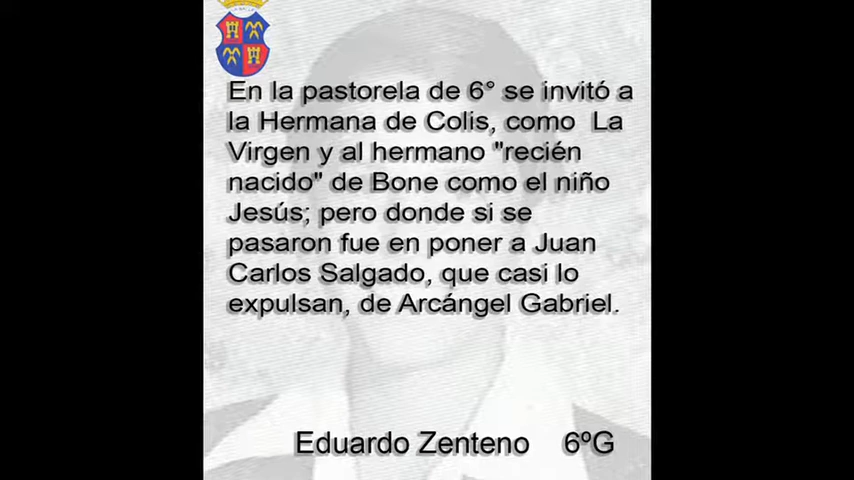 En la pastorela de 6° se invitó a
la Hermana de Colis, como La
Virgen y al hermano "recién
nacido" de Bone como el niño
Jesús; pero donde si se
pasaron fue en poner a Juan
Carlos Salgado, que casi lo
expulsan, de Arcángel Gabriel.
Eduardo Zenteno 6ºG